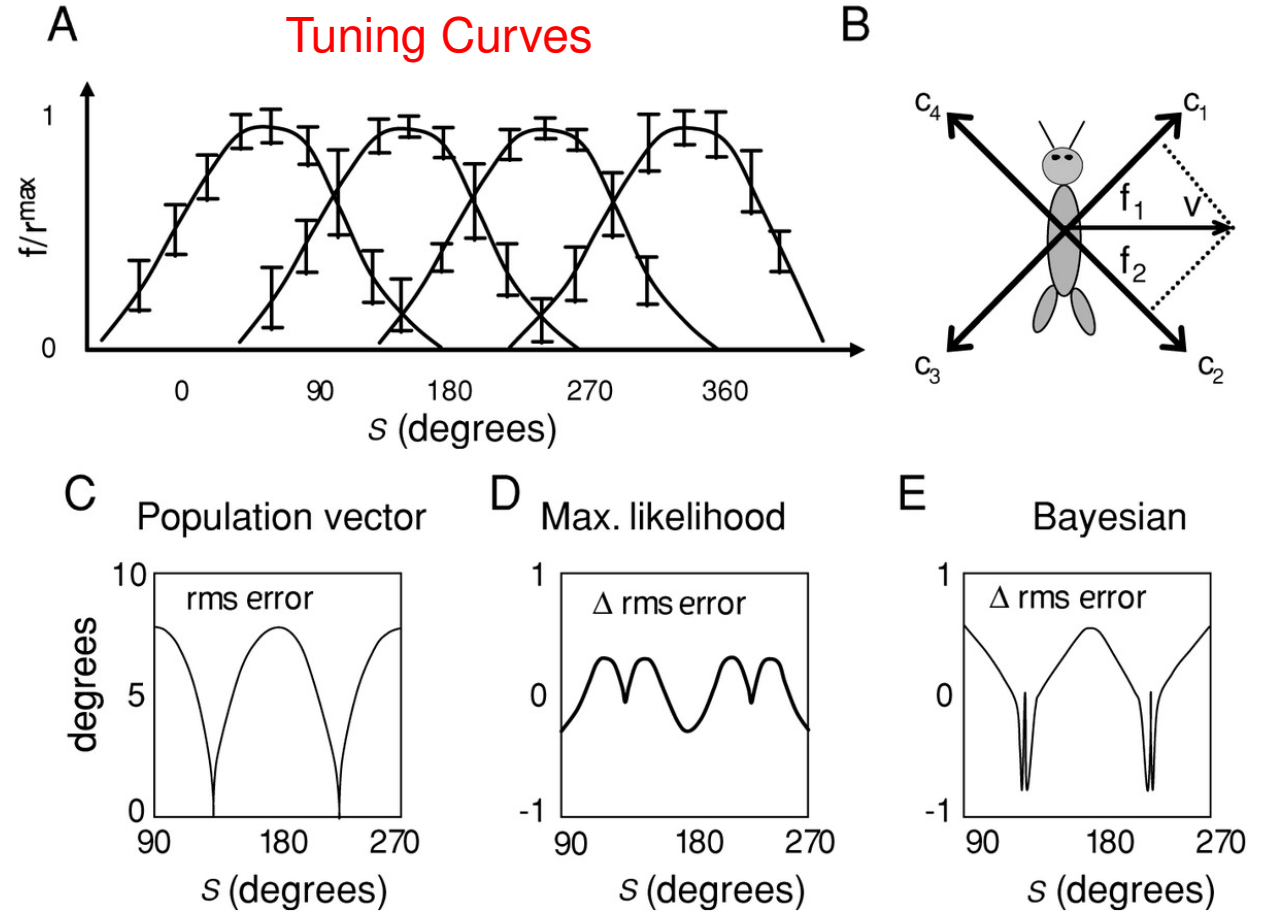 A
Tuning Curves
1
0
f/rmax
0 90 180 270 360
S (degrees)
B
c4
c1
f1
v
f2
c3
c2
C
Population vector
10
5
0
degrees
rms error
90 180 270
S (degrees)
D
Max. likelihood
1
0
-1
Δ rms error
90 180 270
S (degrees)
E
Bayesian
1
0
-1
Δ rms error
90 180 270
S (degrees)